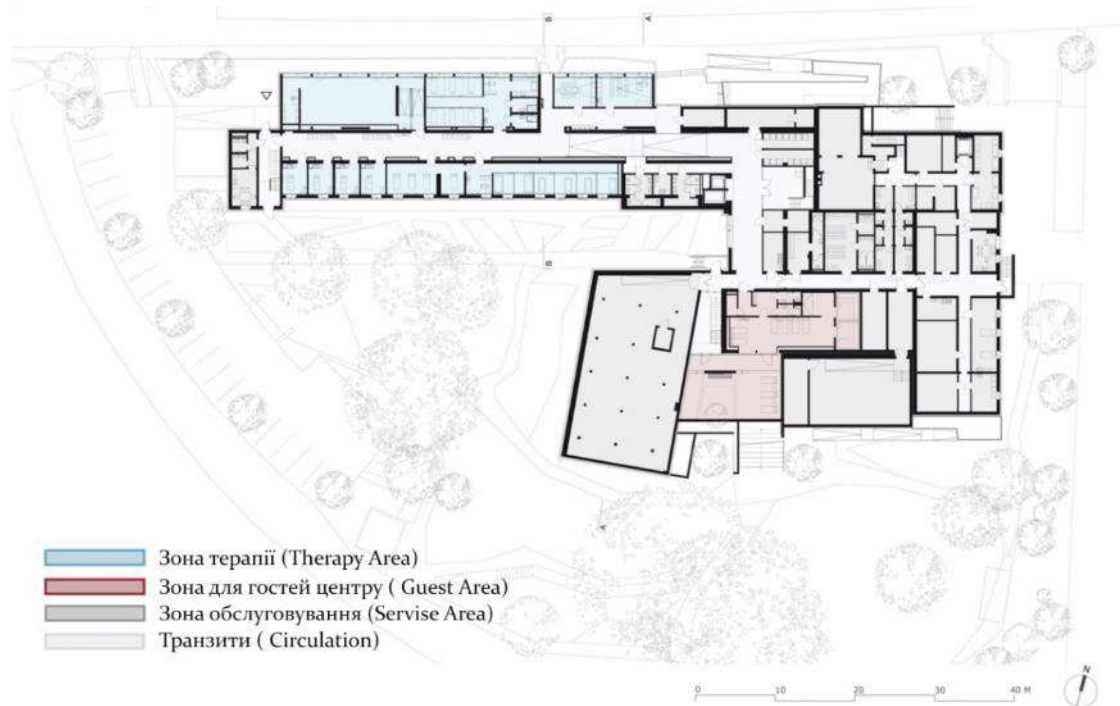 Б А
В
А
Зона терапії (Therapy Area)
Зона для гостей центру ( Guest Area)
Зона обслуговування (Servise Area)
Транзити ( Circulation)
N
0 10 20 30 40 М